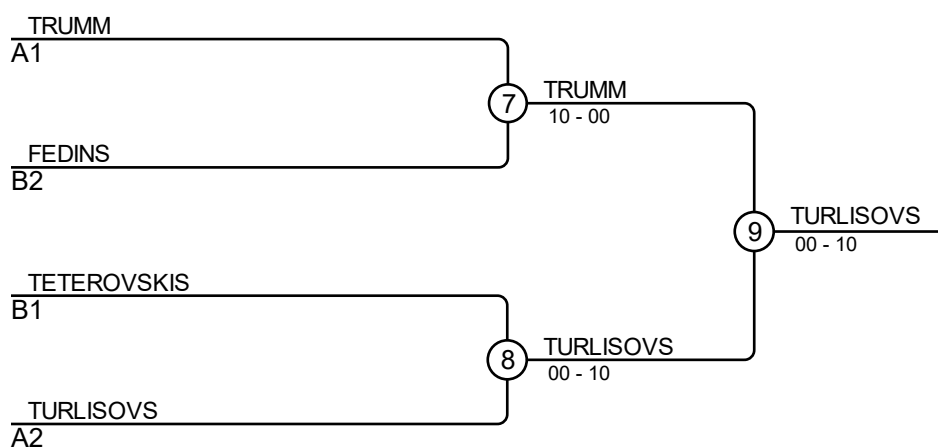 TRUMM
A1
7
TRUMM
10 - 00
FEDINS
B2
9
TURLISOVS
00 - 10
TETEROVSKIS
B1
8
TURLISOVS
00 - 10
TURLISOVS
A2